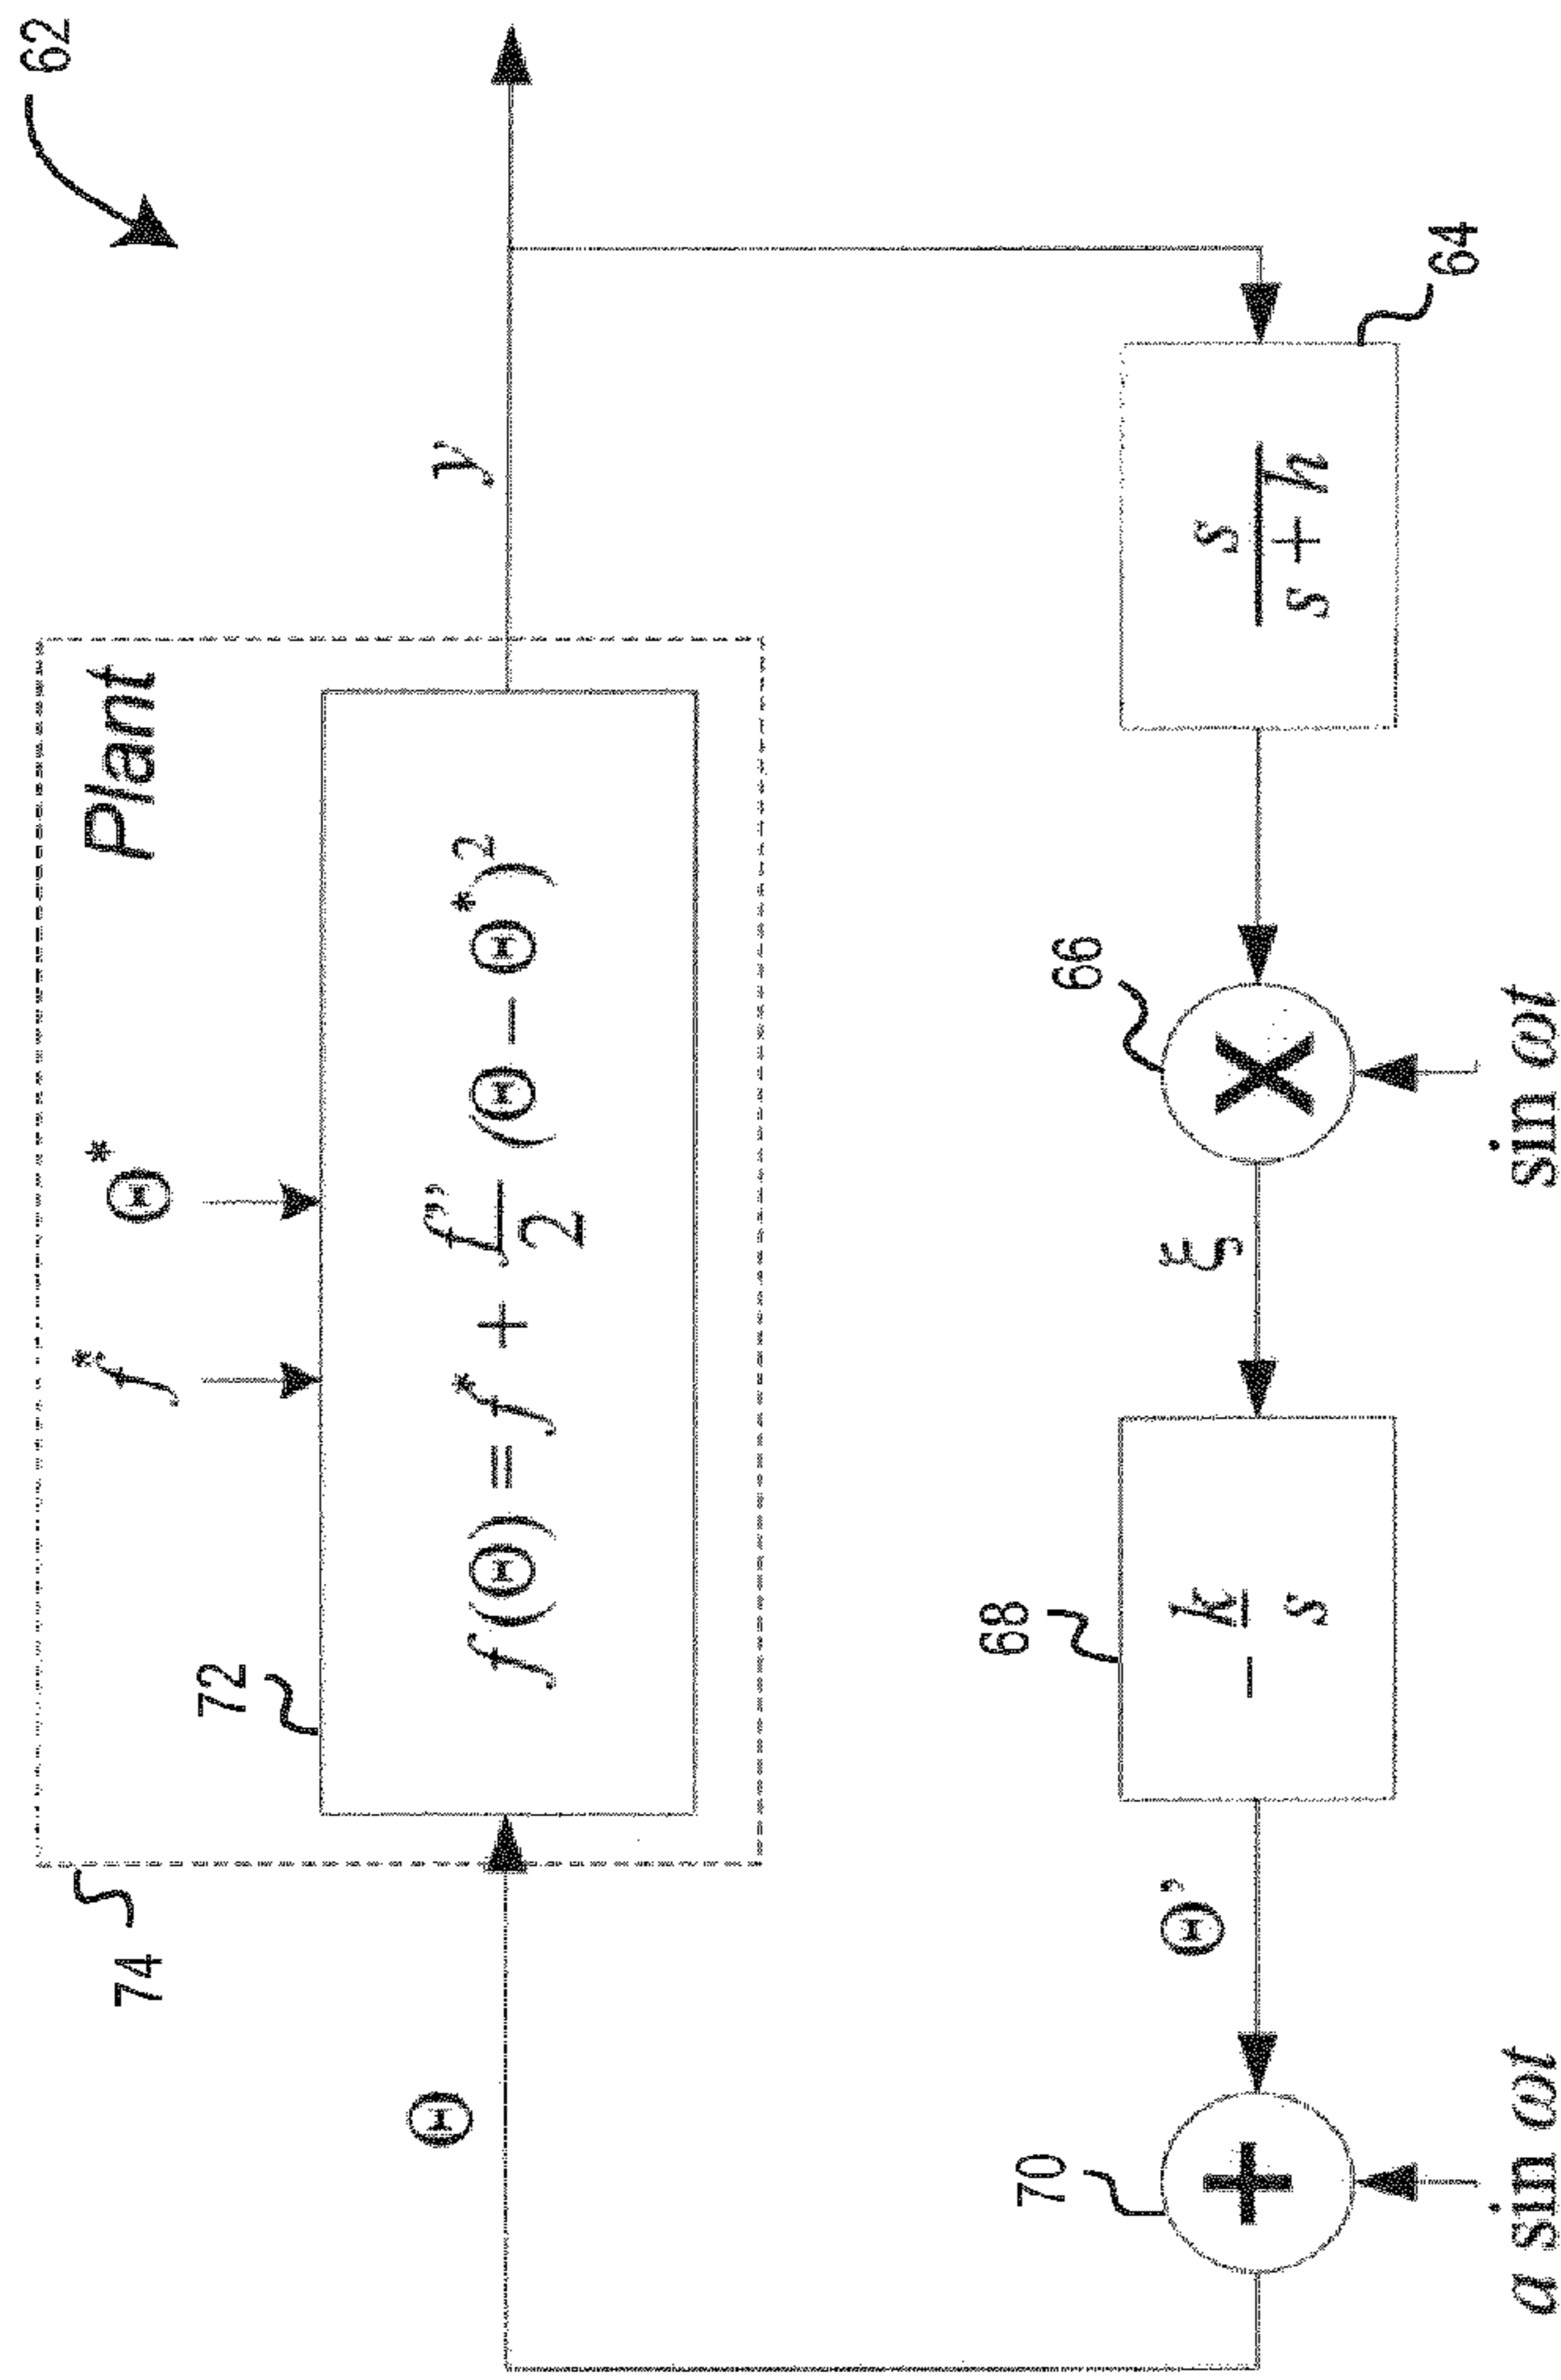 62
74
Plant
f* Θ*
72
f(Θ) = f* + f''/2 (Θ − Θ*)²
Θ
y
64
s/(s + h)
66
X
sin ωt
ξ
68
− k/s
Θ'
70
+
a sin ωt